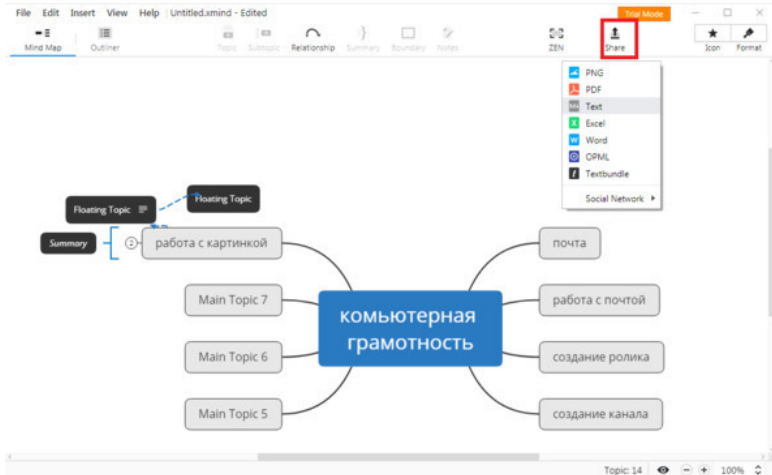 File Edit Insert View Help Untitled.xmind - Edited Trial Mode
Mind Map Outliner Topic Subtopic Relationship Summary Boundary Notes ZEN Share Icon Format
PNG
PDF
Text
Excel
Word
OPML
Textbundle
Social Network
Floating Topic
Floating Topic
Summary
2
работа с картинкой
почта
Main Topic 7
работа с почтой
комьютерная
грамотность
Main Topic 6
создание ролика
Main Topic 5
создание канала
Topic: 14 100%